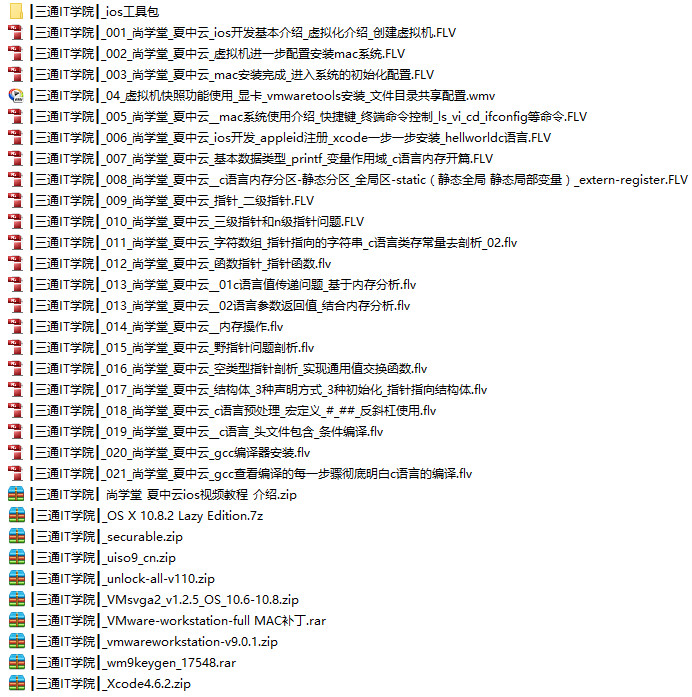 ┃三通IT学院┃_ios工具包
┃三通IT学院┃_001_尚学堂_夏中云_ios开发基本介绍_虚拟化介绍_创建虚拟机.FLV
┃三通IT学院┃_002_尚学堂_夏中云_虚拟机进一步配置安装mac系统.FLV
┃三通IT学院┃_003_尚学堂_夏中云_mac安装完成_进入系统的初始化配置.FLV
┃三通IT学院┃_04_虚拟机快照功能使用_显卡_vmwaretools安装_文件目录共享配置.wmv
┃三通IT学院┃_005_尚学堂_夏中云__mac系统使用介绍_快捷键_终端命令控制_ls_vi_cd_ifconfig等命令.FLV
┃三通IT学院┃_006_尚学堂_夏中云_ios开发_appleid注册_xcode一步一步安装_hellworldc语言.FLV
┃三通IT学院┃_007_尚学堂_夏中云_基本数据类型_printf_变量作用域_c语言内存开篇.FLV
┃三通IT学院┃_008_尚学堂_夏中云__c语言内存分区-静态分区_全局区-static（静态全局 静态局部变量）_extern-register.FLV
┃三通IT学院┃_009_尚学堂_夏中云_指针_二级指针.FLV
┃三通IT学院┃_010_尚学堂_夏中云_三级指针和n级指针问题.FLV
┃三通IT学院┃_011_尚学堂_夏中云_字符数组_指针指向的字符串_c语言类存常量去剖析_02.flv
┃三通IT学院┃_012_尚学堂_夏中云_函数指针_指针函数.flv
┃三通IT学院┃_013_尚学堂_夏中云__01c语言值传递问题_基于内存分析.flv
┃三通IT学院┃_013_尚学堂_夏中云__02语言参数返回值_结合内存分析.flv
┃三通IT学院┃_014_尚学堂_夏中云__内存操作.flv
┃三通IT学院┃_015_尚学堂_夏中云_野指针问题剖析.flv
┃三通IT学院┃_016_尚学堂_夏中云_空类型指针剖析_实现通用值交换函数.flv
┃三通IT学院┃_017_尚学堂_夏中云_结构体_3种声明方式_3种初始化_指针指向结构体.flv
┃三通IT学院┃_018_尚学堂_夏中云_c语言预处理_宏定义_#_##_反斜杠使用.flv
┃三通IT学院┃_019_尚学堂_夏中云__c语言_头文件包含_条件编译.flv
┃三通IT学院┃_020_尚学堂_夏中云_gcc编译器安装.flv
┃三通IT学院┃_021_尚学堂_夏中云_gcc查看编译的每一步骤彻底明白c语言的编译.flv
┃三通IT学院┃ 尚学堂 夏中云ios视频教程 介绍.zip
┃三通IT学院┃_OS X 10.8.2 Lazy Edition.7z
┃三通IT学院┃_securable.zip
┃三通IT学院┃_uiso9_cn.zip
┃三通IT学院┃_unlock-all-v110.zip
┃三通IT学院┃_VMsvga2_v1.2.5_OS_10.6-10.8.zip
┃三通IT学院┃_VMware-workstation-full MAC补丁.rar
┃三通IT学院┃_vmwareworkstation-v9.0.1.zip
┃三通IT学院┃_wm9keygen_17548.rar
┃三通IT学院┃_Xcode4.6.2.zip